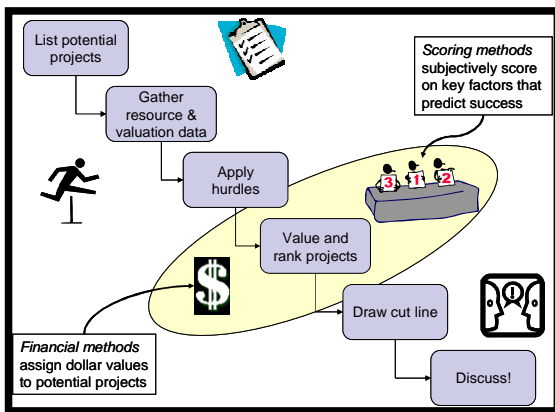 List potential
projects
Scoring methods
subjectively score
on key factors that
predict success
Gather
resource &
valuation data
Apply
hurdles
3 1 2
Value and
rank projects
$
Draw cut line
!
Financial methods
assign dollar values
to potential projects
Discuss!